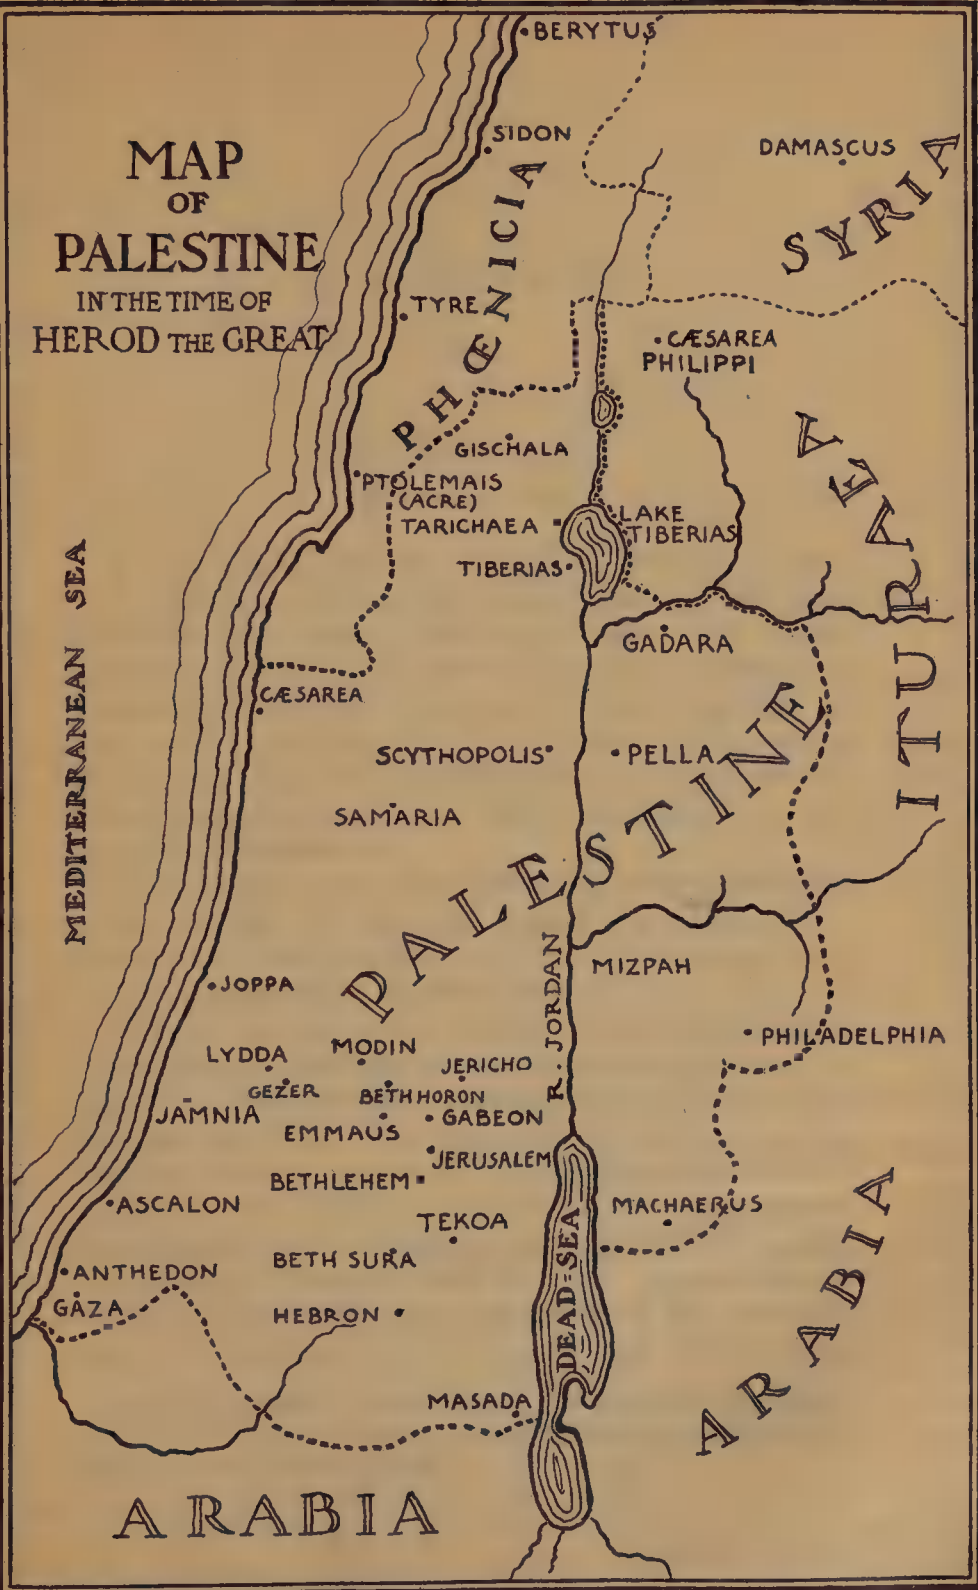 BERYTUS
SIDON
DAMASCUS
MAP
OF
PALESTINE
IN THE TIME OF
HEROD THE GREAT
PHŒNICIA
SYRIA
TYRE
CÆSAREA
PHILIPPI
GISCHALA
PTOLEMAIS
(ACRE)
TARICHAEA
LAKE
TIBERIAS
TIBERIAS
ITURAEA
MEDITERRANEAN SEA
GADARA
CÆSAREA
SCYTHOPOLIS
PELLA
SAMARIA
PALESTINE
R. JORDAN
MIZPAH
JOPPA
PHILADELPHIA
LYDDA
MODIN
JERICHO
GEZER
BETH HORON
JAMNIA
GABEON
EMMAUS
JERUSALEM
BETHLEHEM
ASCALON
TEKOA
MACHAERUS
DEAD=SEA
BETH SURA
ANTHEDON
GAZA
HEBRON
MASADA
ARABIA
ARABIA